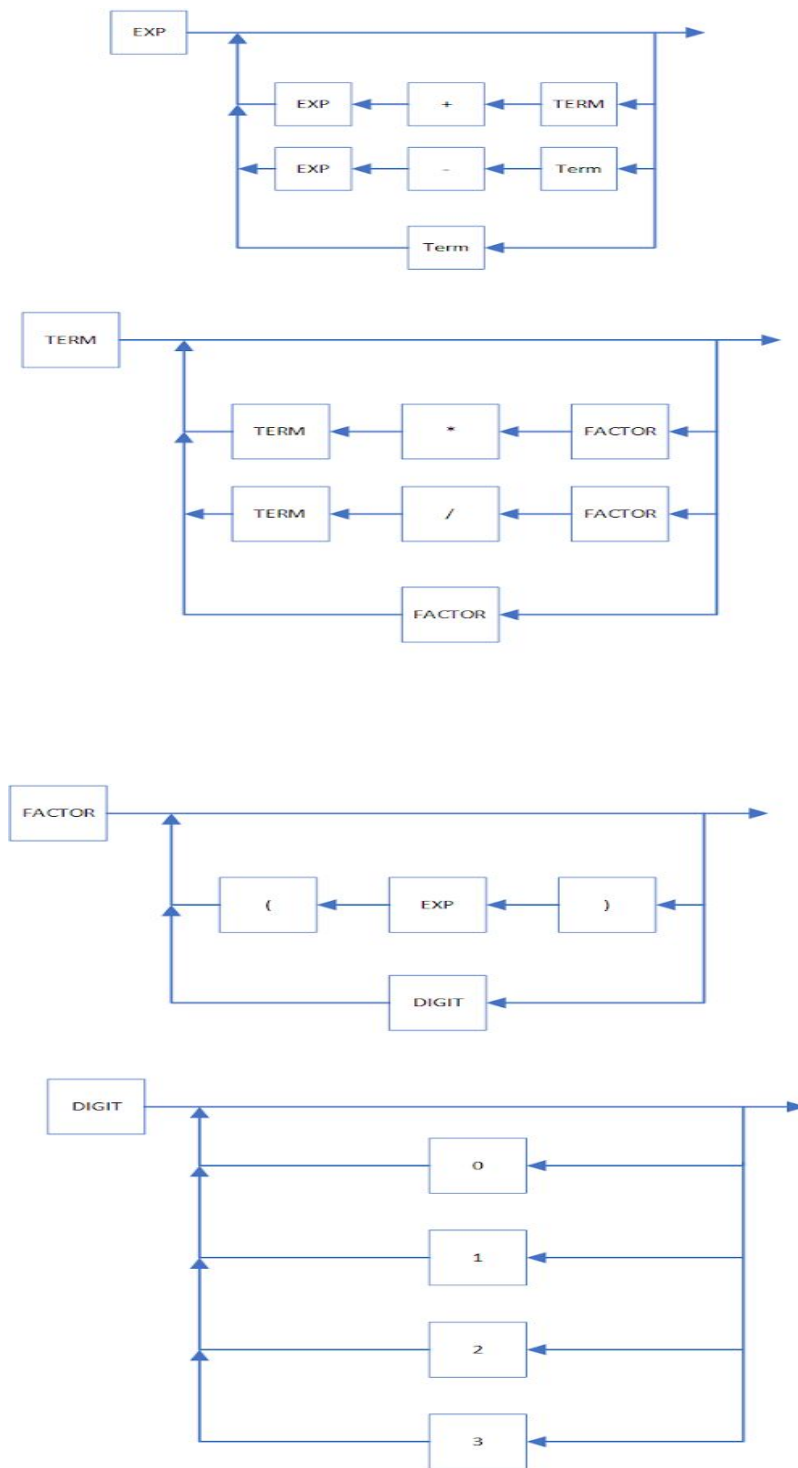 EXP
EXP + TERM
EXP - Term
Term
TERM
TERM * FACTOR
TERM / FACTOR
FACTOR
FACTOR
( EXP )
DIGIT
DIGIT
0
1
2
3